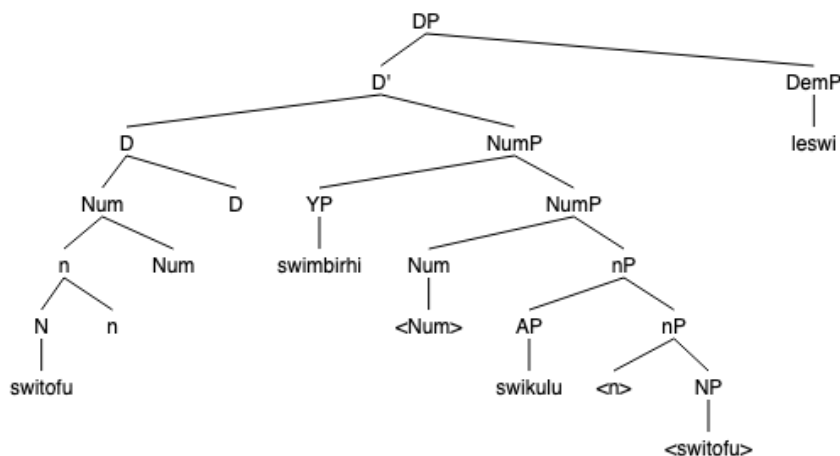 DP
D' DemP
D NumP leswi
Num D YP NumP
n Num swimbirhi Num nP
N n <Num> AP nP
switofu swikulu <n> NP
<switofu>